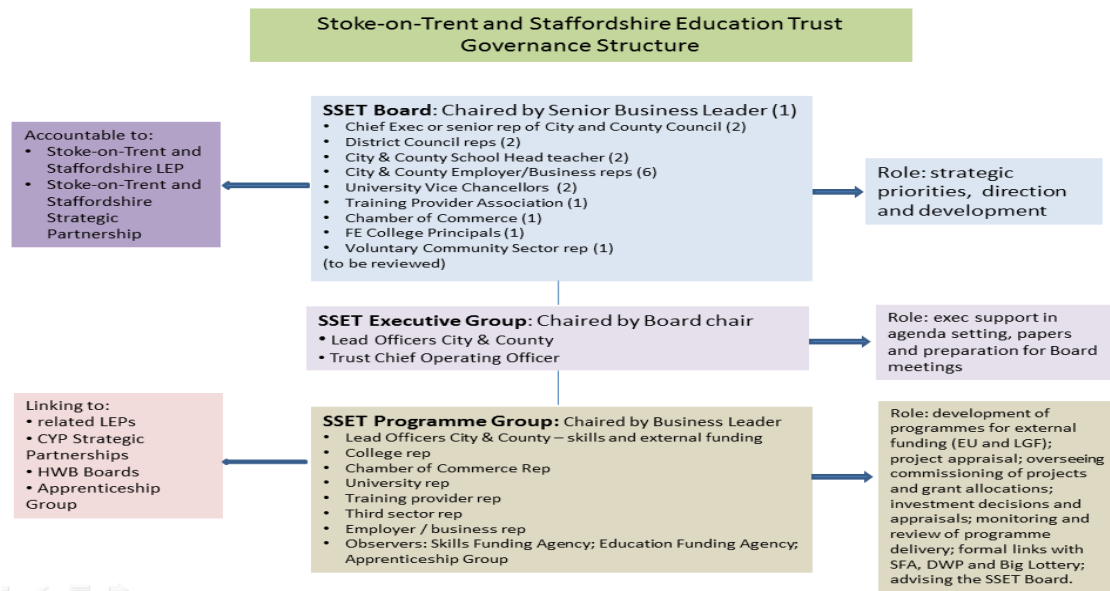 Stoke-on-Trent and Staffordshire Education Trust
Governance Structure
SSET Board: Chaired by Senior Business Leader (1)
• Chief Exec or senior rep of City and County Council (2)
• District Council reps (2)
• City & County School Head teacher (2)
• City & County Employer/Business reps (6)
• University Vice Chancellors (2)
• Training Provider Association (1)
• Chamber of Commerce (1)
• FE College Principals (1)
• Voluntary Community Sector rep (1)
(to be reviewed)
Accountable to:
• Stoke-on-Trent and
Staffordshire LEP
• Stoke-on-Trent and
Staffordshire
Strategic
Partnership
Role: strategic
priorities, direction
and development
SSET Executive Group: Chaired by Board chair
• Lead Officers City & County
• Trust Chief Operating Officer
Role: exec support in
agenda setting, papers
and preparation for Board
meetings
Linking to:
• related LEPs
• CYP Strategic
Partnerships
• HWB Boards
• Apprenticeship
Group
SSET Programme Group: Chaired by Business Leader
• Lead Officers City & County – skills and external funding
• College rep
• Chamber of Commerce Rep
• University rep
• Training provider rep
• Third sector rep
• Employer / business rep
• Observers: Skills Funding Agency; Education Funding Agency;
Apprenticeship Group
Role: development of
programmes for external
funding (EU and LGF);
project appraisal; overseeing
commissioning of projects
and grant allocations;
investment decisions and
appraisals; monitoring and
review of programme
delivery; formal links with
SFA, DWP and Big Lottery;
advising the SSET Board.